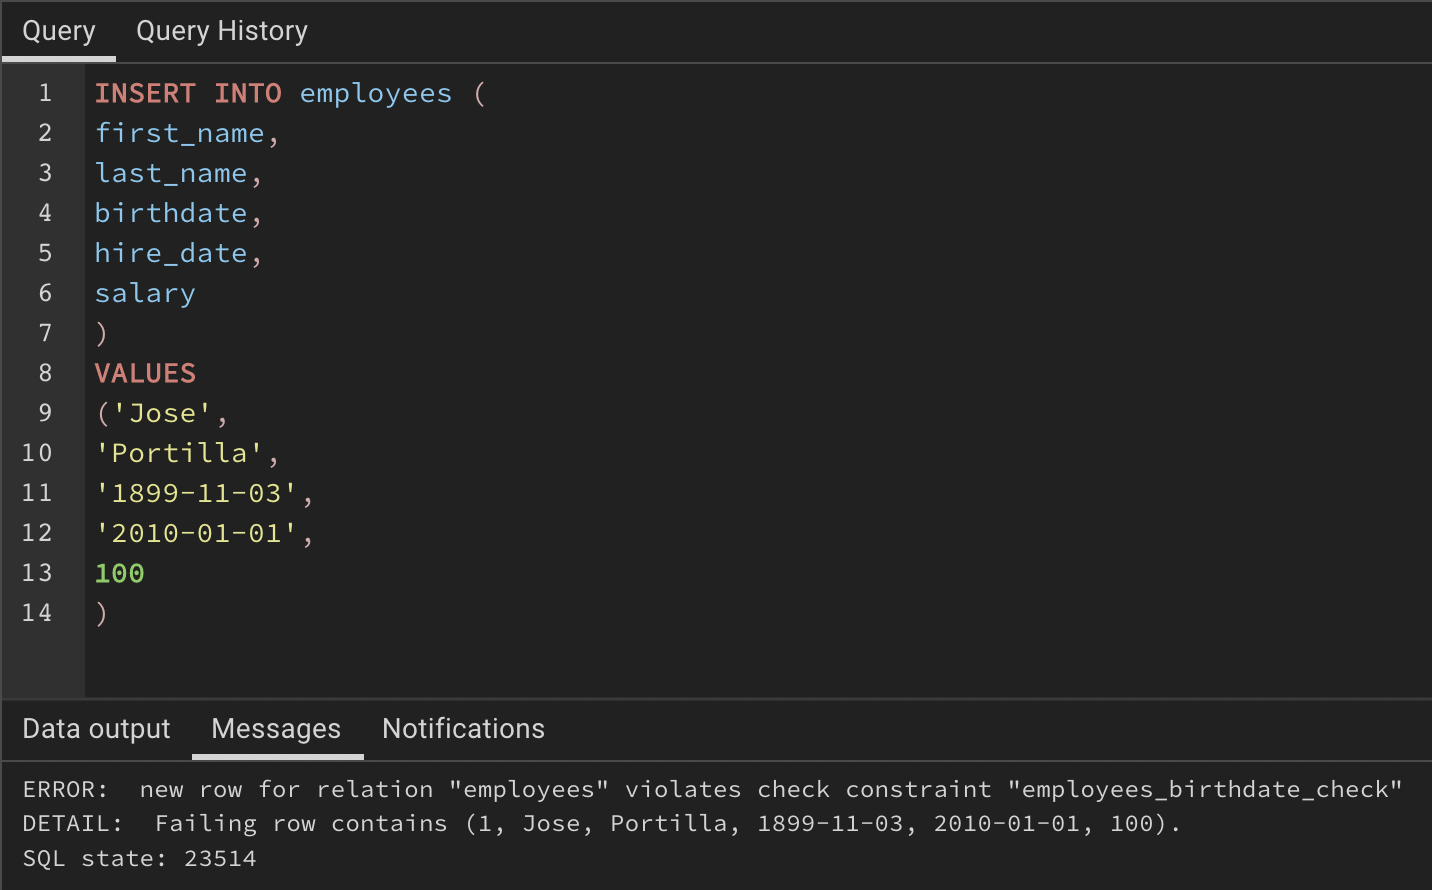 Query Query History
1 INSERT INTO employees (
2 first_name,
3 last_name,
4 birthdate,
5 hire_date,
6 salary
7 )
8 VALUES
9 ('Jose',
10 'Portilla',
11 '1899-11-03',
12 '2010-01-01',
13 100
14 )
Data output Messages Notifications
ERROR:  new row for relation "employees" violates check constraint "employees_birthdate_check"
DETAIL:  Failing row contains (1, Jose, Portilla, 1899-11-03, 2010-01-01, 100).
SQL state: 23514